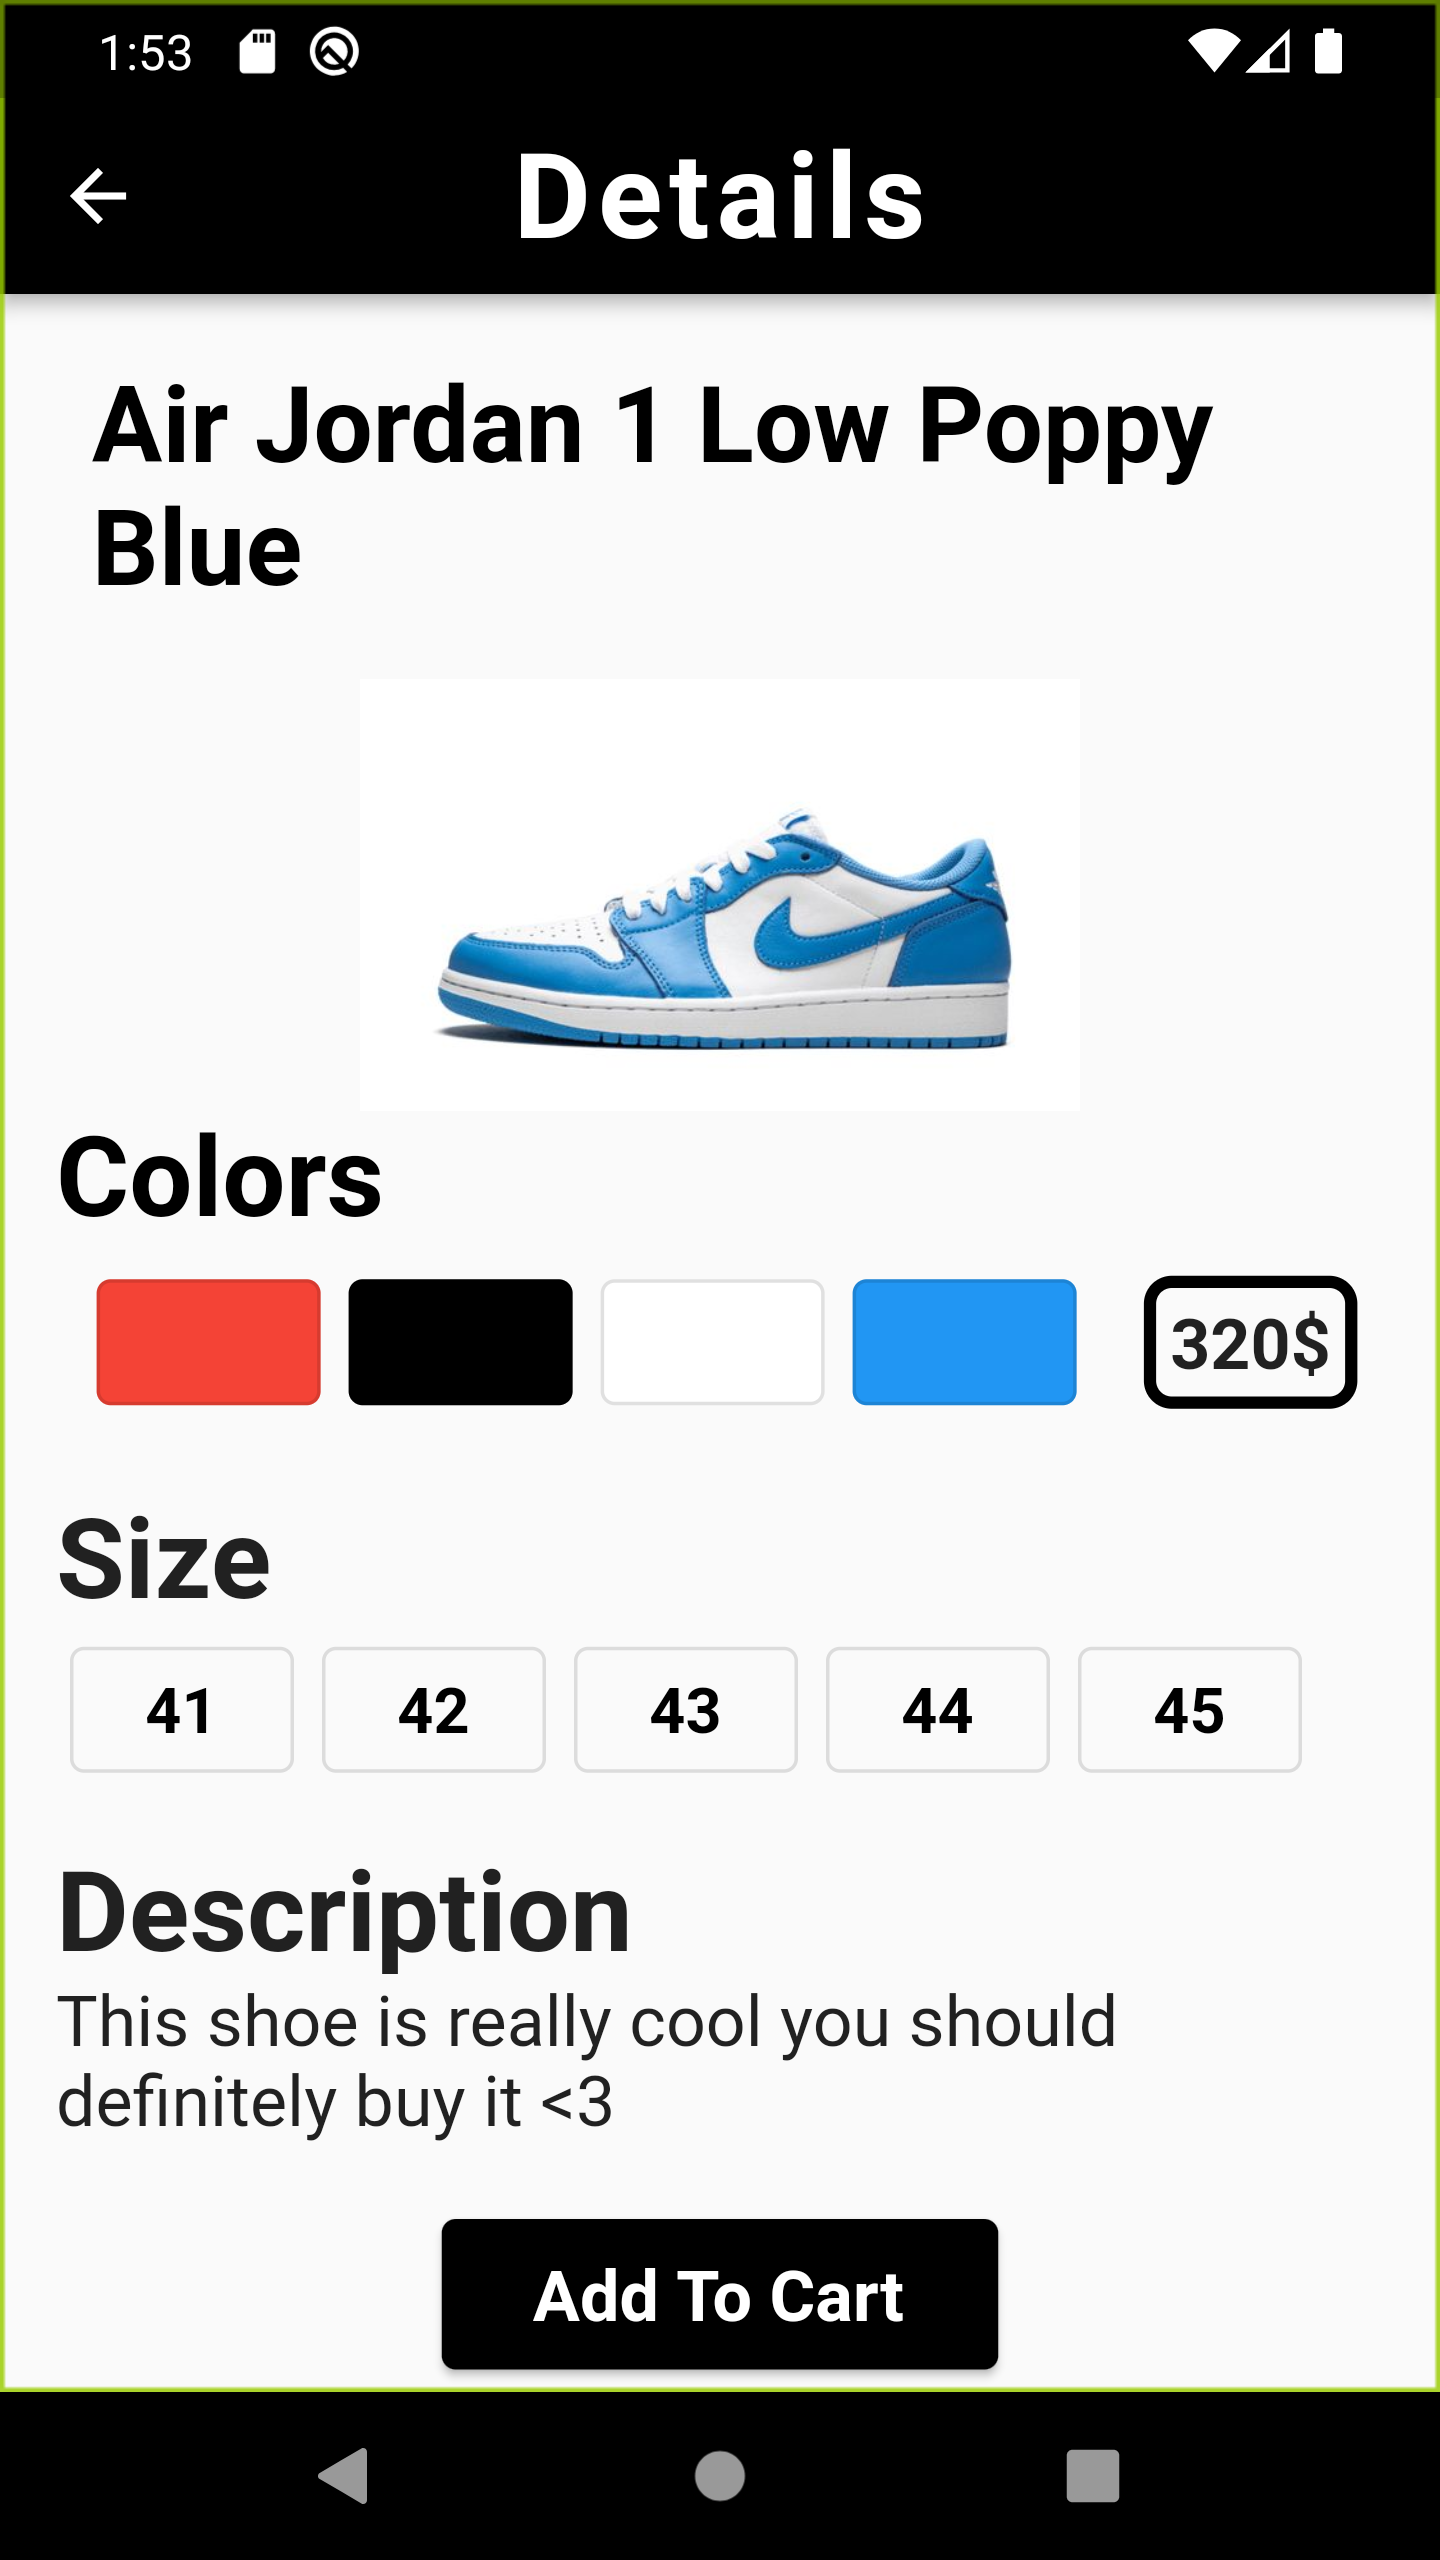 1:53
Details
Air Jordan 1 Low Poppy
Blue
Colors
320$
Size
41 42 43 44 45
Description
This shoe is really cool you should
definitely buy it <3
Add To Cart